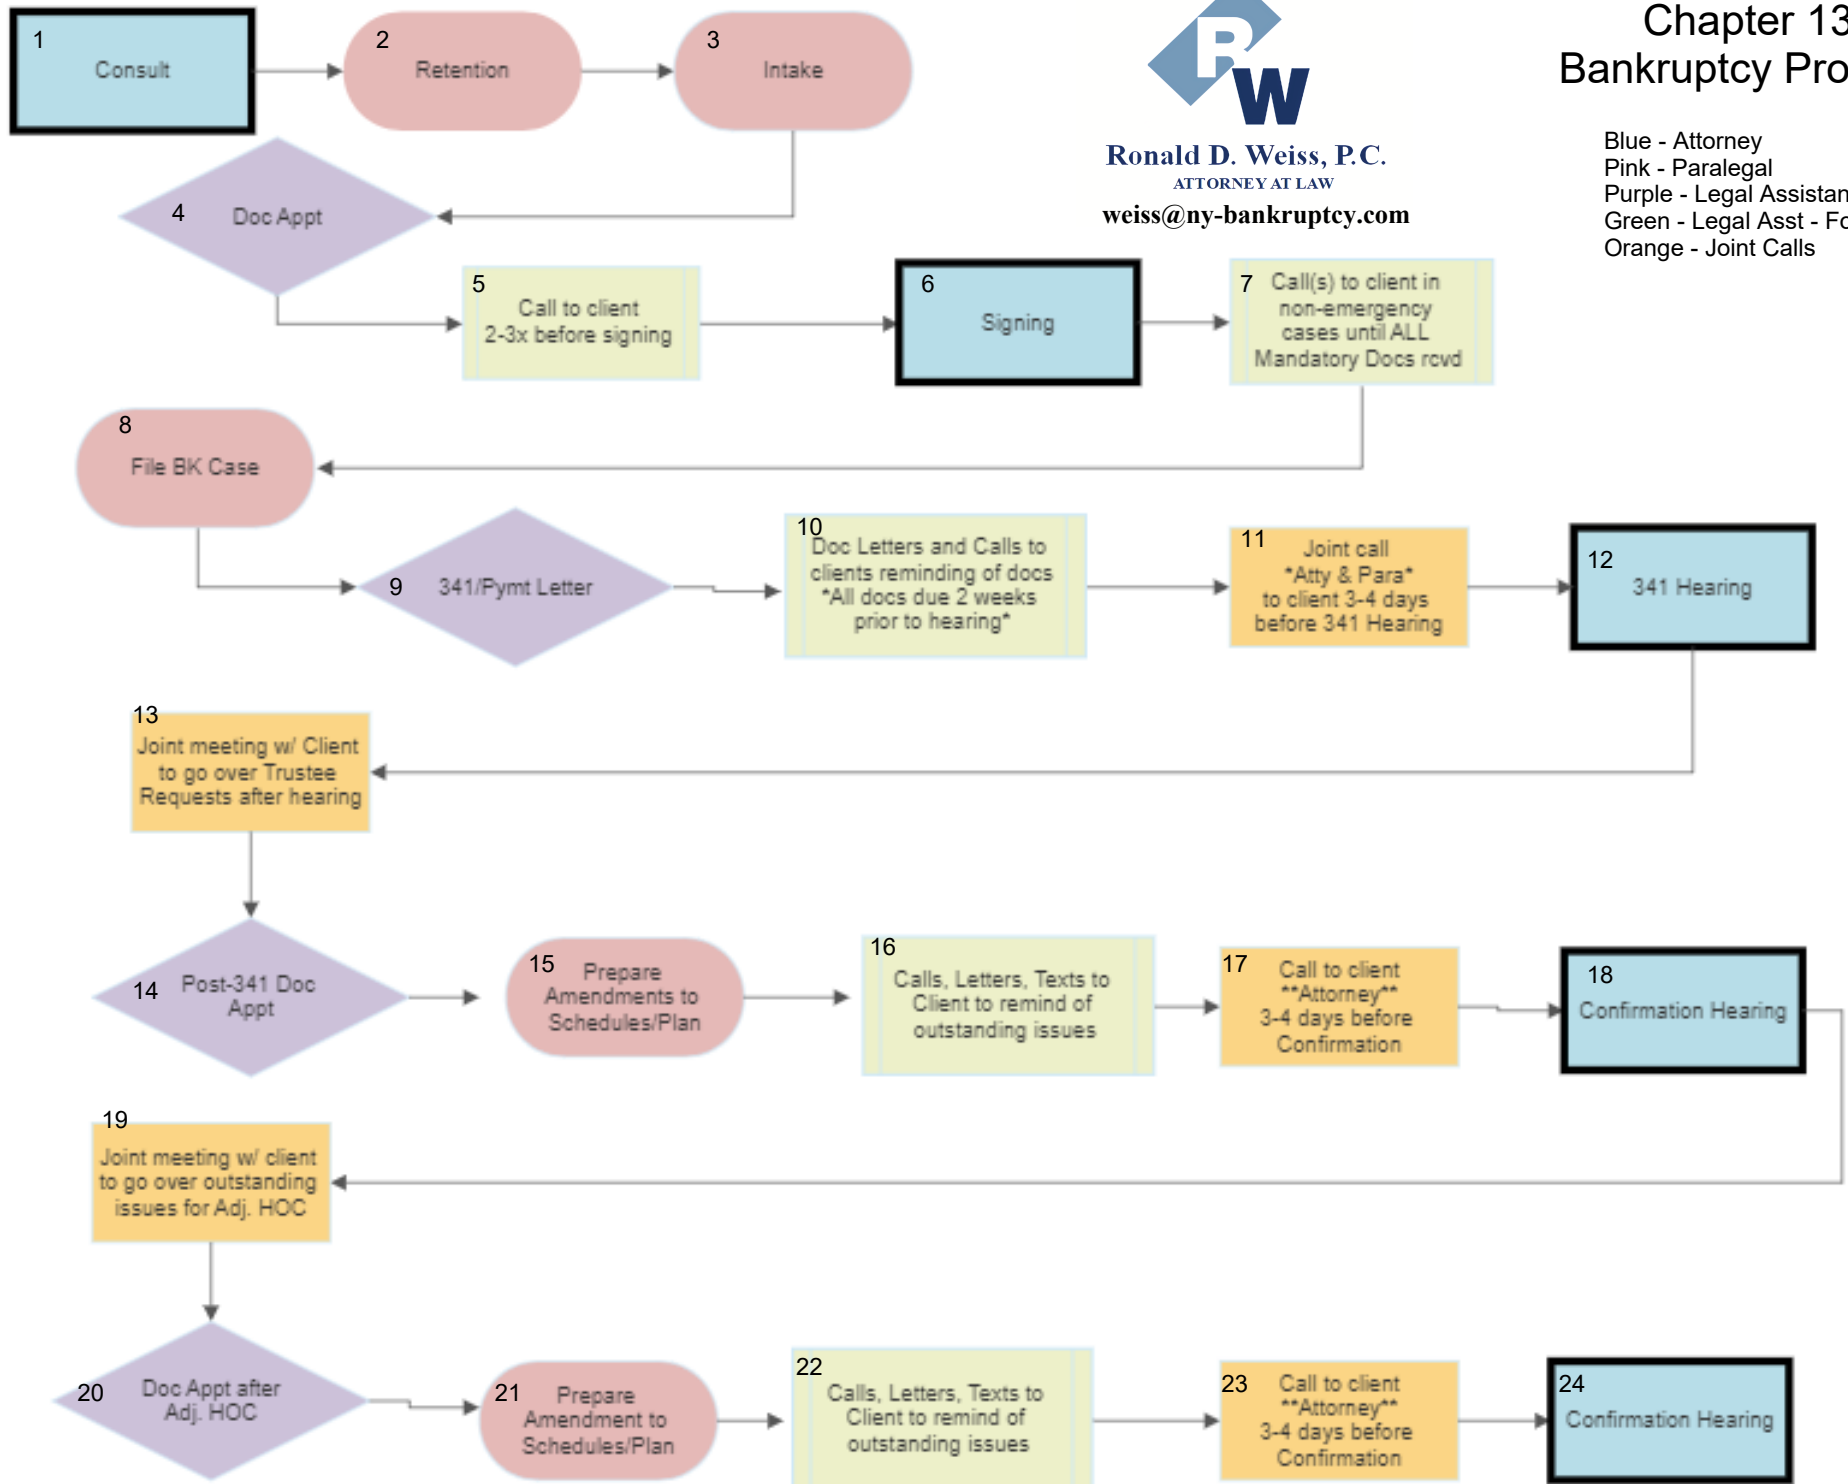 1
Consult
2
Retention
3
Intake
R
W
Ronald D. Weiss, P.C.
ATTORNEY AT LAW
weiss@ny-bankruptcy.com
Chapter 13
Bankruptcy Pro
Blue - Attorney
Pink - Paralegal
Purple - Legal Assistan
Green - Legal Asst - Fo
Orange - Joint Calls
4
Doc Appt
5
Call to client
2-3x before signing
6
Signing
7
Call(s) to client in
non-emergency
cases until ALL
Mandatory Docs rcvd
8
File BK Case
9
341/Pymt Letter
10
Doc Letters and Calls to
clients reminding of docs
*All docs due 2 weeks
prior to hearing*
11
Joint call
*Atty & Para*
to client 3-4 days
before 341 Hearing
12
341 Hearing
13
Joint meeting w/ Client
to go over Trustee
Requests after hearing
14
Post-341 Doc
Appt
15
Prepare
Amendments to
Schedules/Plan
16
Calls, Letters, Texts to
Client to remind of
outstanding issues
17
Call to client
**Attorney**
3-4 days before
Confirmation
18
Confirmation Hearing
19
Joint meeting w/ client
to go over outstanding
issues for Adj. HOC
20
Doc Appt after
Adj. HOC
21
Prepare
Amendment to
Schedules/Plan
22
Calls, Letters, Texts to
Client to remind of
outstanding issues
23
Call to client
**Attorney**
3-4 days before
Confirmation
24
Confirmation Hearing